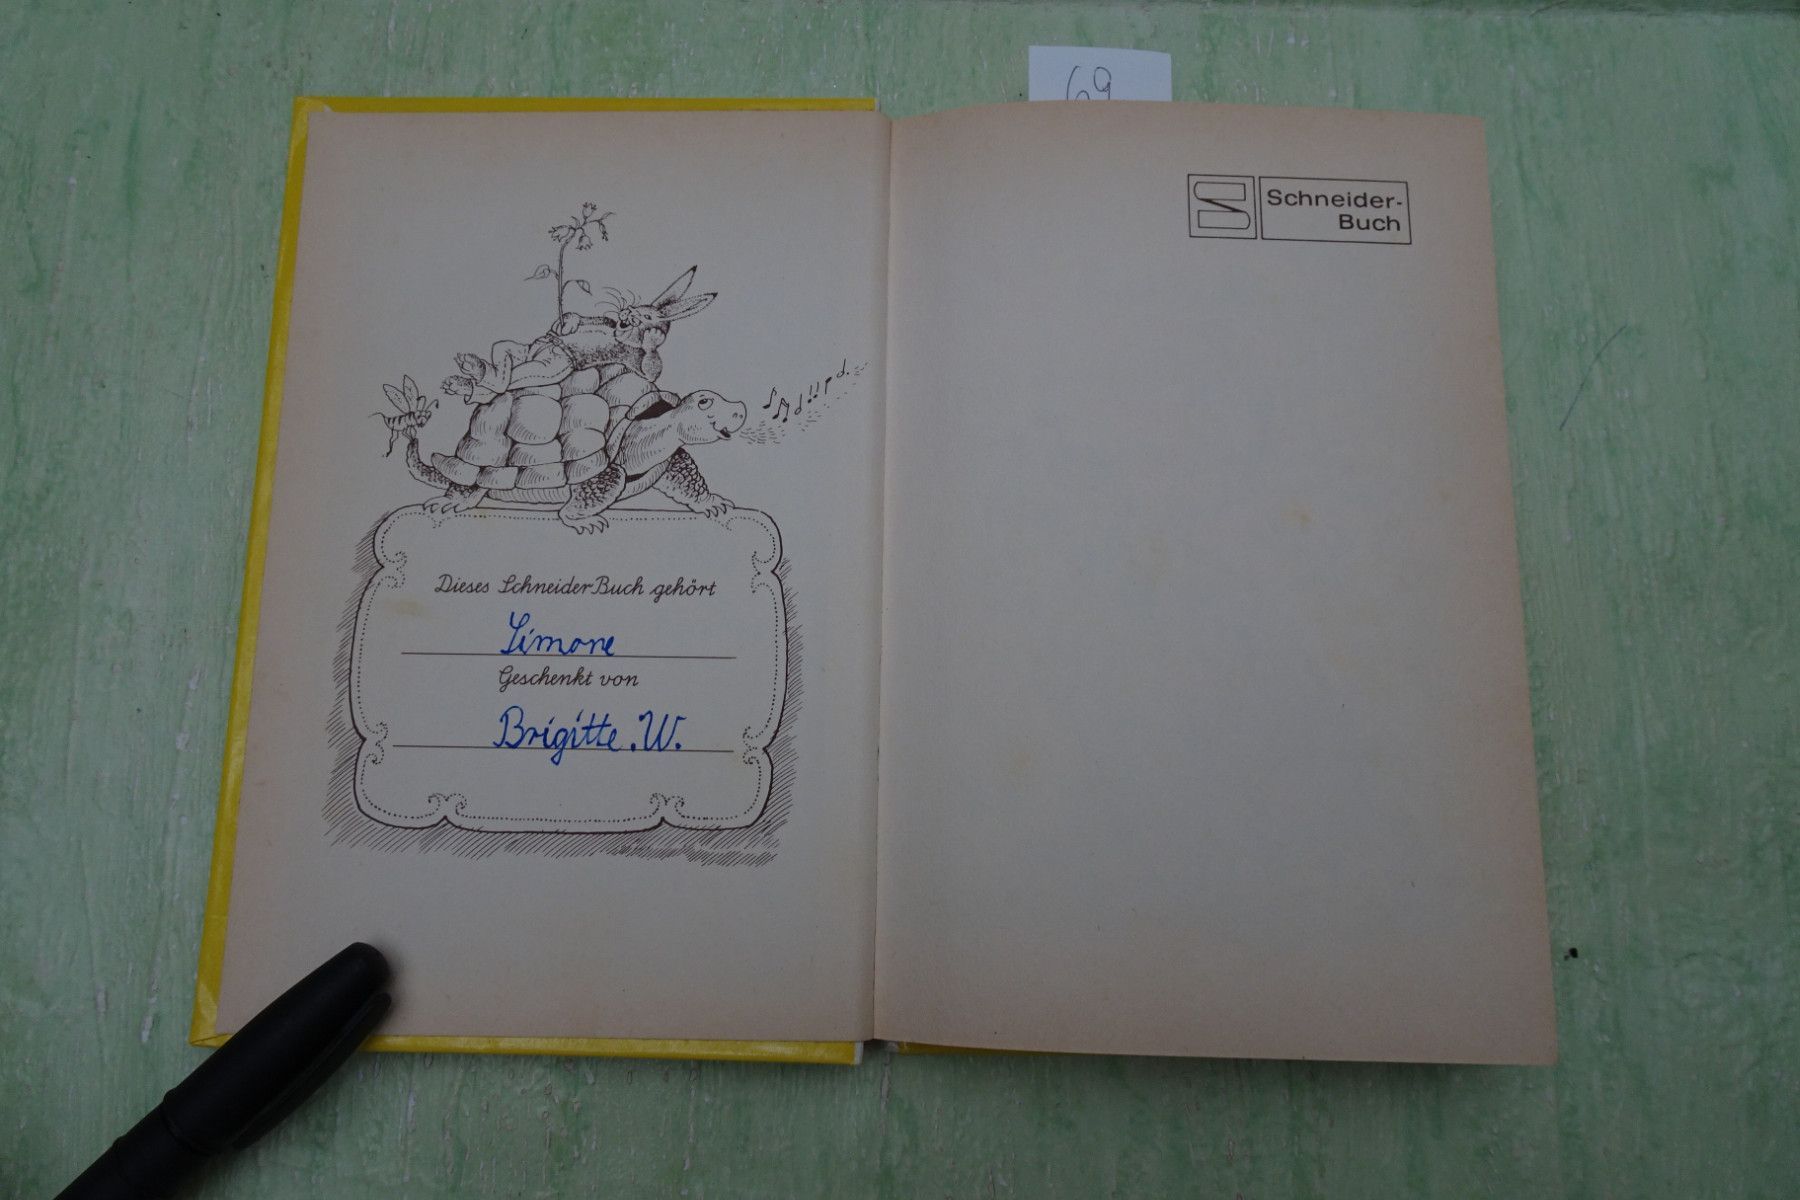 69
Schneider-
Buch
Dieses Schneider Buch gehört
Simone
Geschenkt von
Brigitte.W.